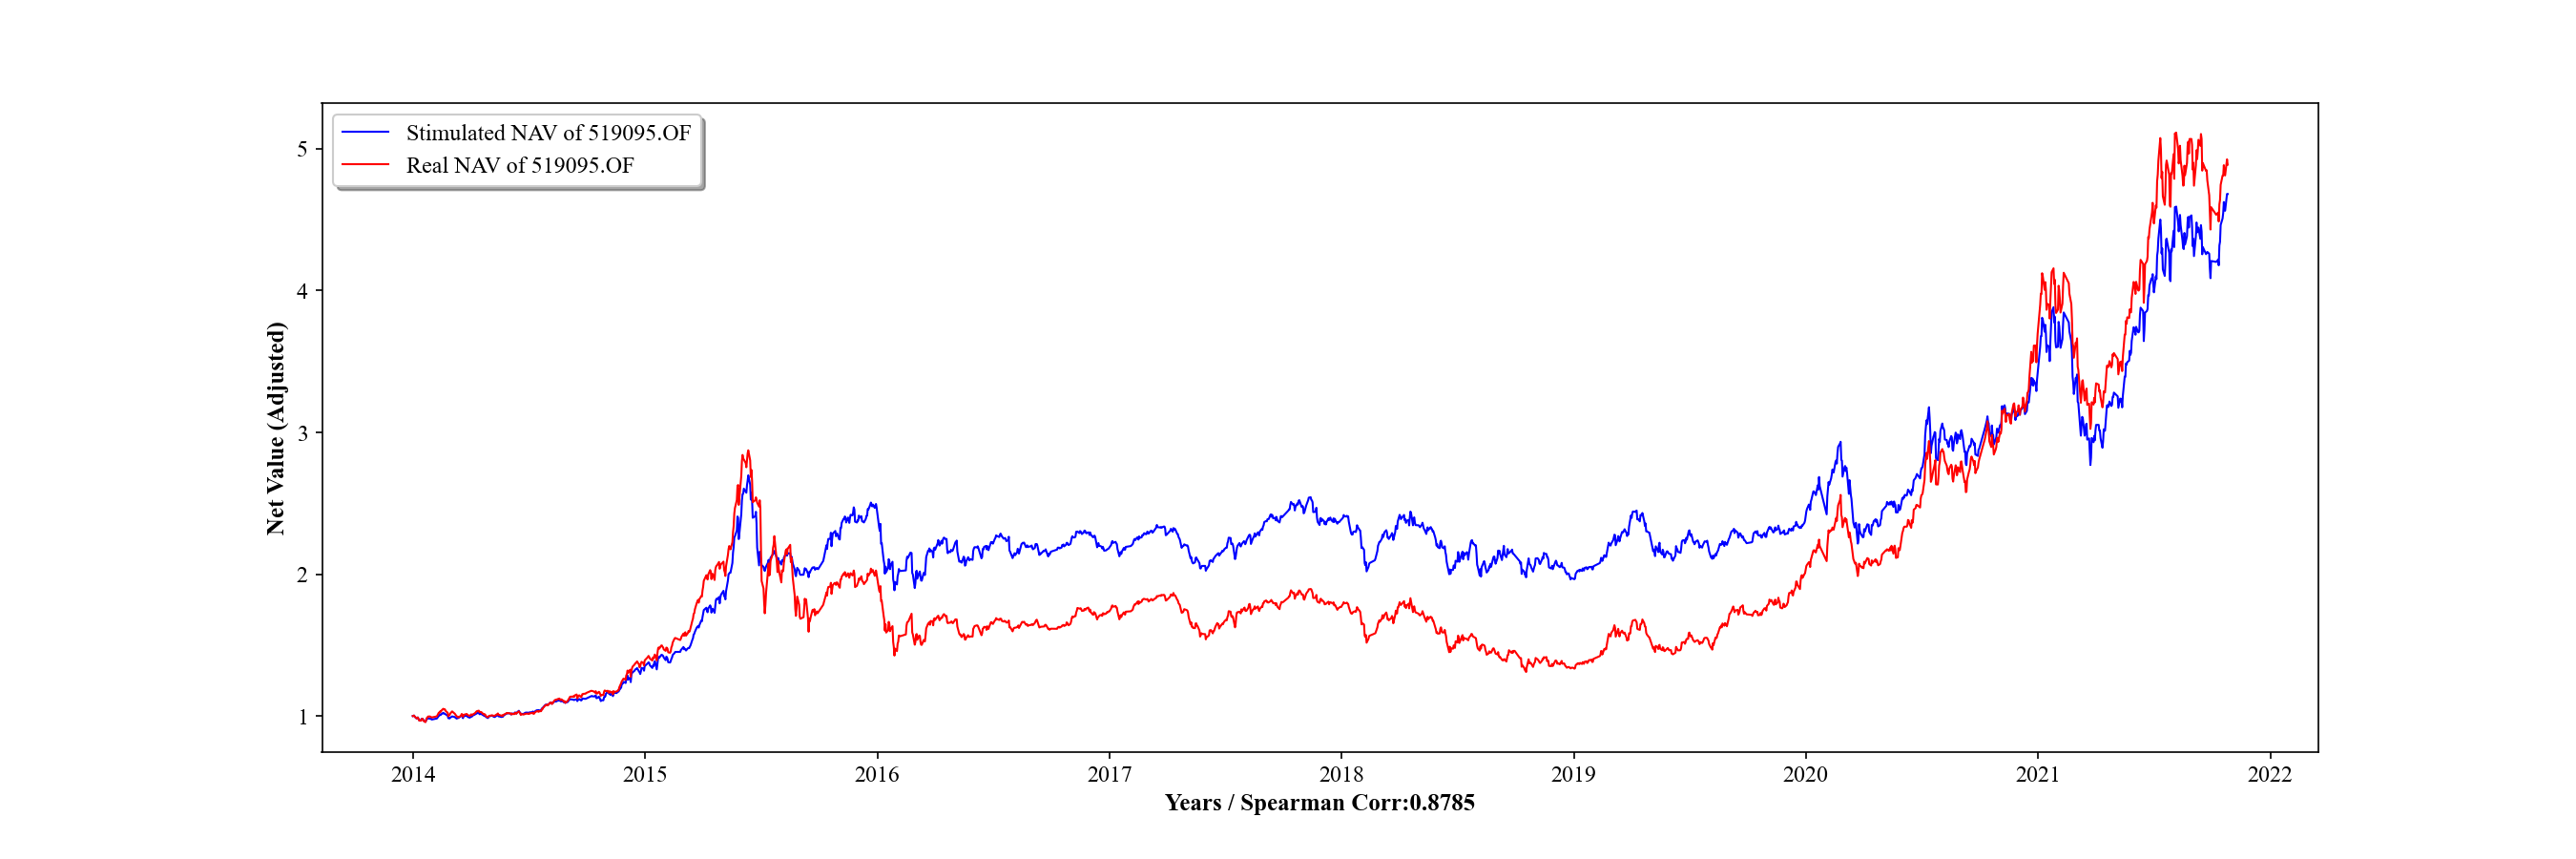 Stimulated NAV of 519095.OF
Real NAV of 519095.OF
Net Value (Adjusted)
5
4
3
2
1
2014 2015 2016 2017 2018 2019 2020 2021 2022
Years / Spearman Corr:0.8785